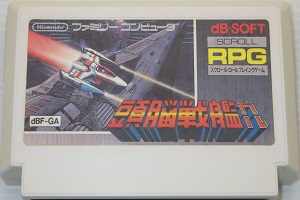 Nintendo ファミリーコンピュータ
dB-SOFT
SCROLL
RPG
スクロール・ロールプレイングゲーム
頭脳戦艦ガル
dBF-GA